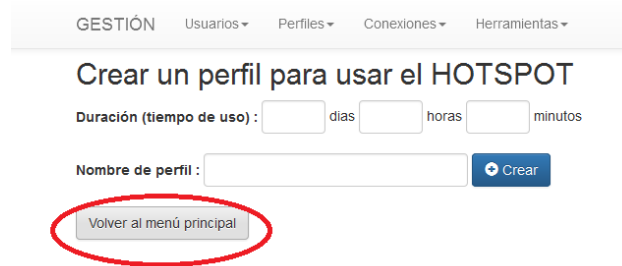 GESTIÓN Usuarios Perfiles Conexiones Herramientas
Crear un perfil para usar el HOTSPOT
Duración (tiempo de uso) : dias horas minutos
Nombre de perfil : Crear
Volver al menú principal